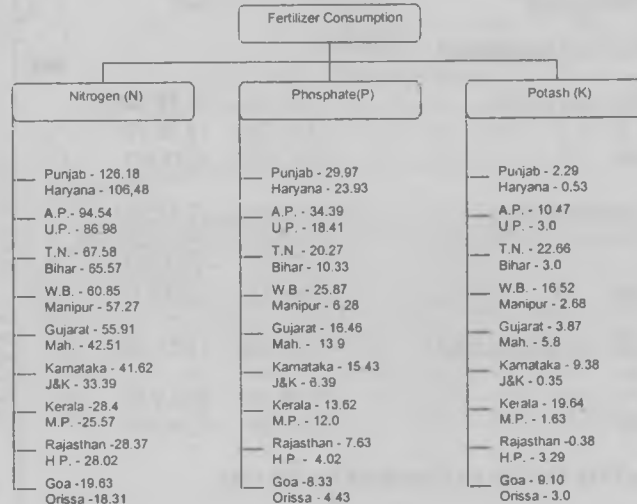 Fertilizer Consumption
Nitrogen (N)
Punjab - 126.18
Haryana - 106,48
A.P. - 94.54
U.P. - 86.98
T.N. - 67.58
Bihar - 65.57
W.B. - 60.85
Manipur - 57.27
Gujarat - 55.91
Mah. - 42.51
Karnataka - 41.62
J&K - 33.39
Kerala -28.4
M.P. -25.57
Rajasthan -28.37
H P. - 28.02
Goa -19.63
Orissa -18.31
Phosphate(P)
Punjab - 29.97
Haryana - 23.93
A.P. - 34.39
U P. - 18.41
T.N. - 20.27
Bihar - 10.33
W B - 25.87
Manipur - 6.28
Gujarat - 16.46
Mah. - 13 9
Karnataka - 15.43
J&K - 6.39
Kerala - 13.62
M.P. - 12.0
Rajasthan - 7.63
H P. - 4.02
Goa -8.33
Orissa - 4.43
Potash (K)
Punjab - 2.29
Haryana - 0.53
A.P. - 10 47
U P. - 3.0
T.N. - 22.66
Bihar - 3.0
W.B. - 16 52
Manipur - 2.68
Gujarat - 3.87
Mah. - 5.8
Karnataka - 9.38
J&K - 0.35
Kerala - 19.64
M.P. - 1.63
Rajasthan -0.38
H.P. - 3.29
Goa - 9.10
Orissa - 3.0